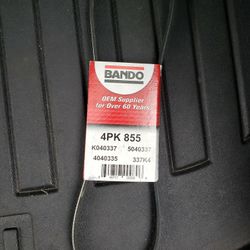 BANDO
OEM Supplier
for Over 60 Years
4PK 855
K040337 5040337
4040335 337K4